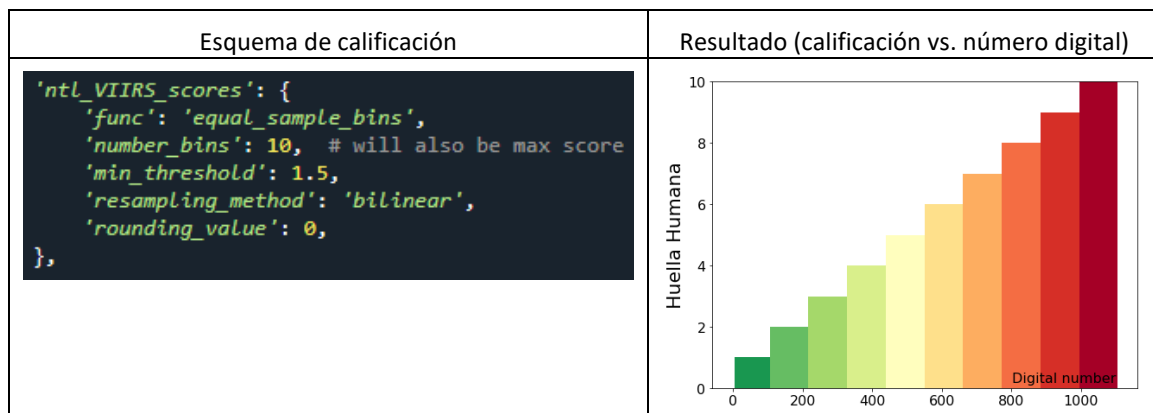 Esquema de calificación
Resultado (calificación vs. número digital)
'ntl_VIIRS_scores': {
'func': 'equal_sample_bins',
'number_bins': 10,  # will also be max score
'min_threshold': 1.5,
'resampling_method': 'bilinear',
'rounding_value': 0,
},
Huella Humana
10
8
6
4
2
0
Digital number
0 200 400 600 800 1000